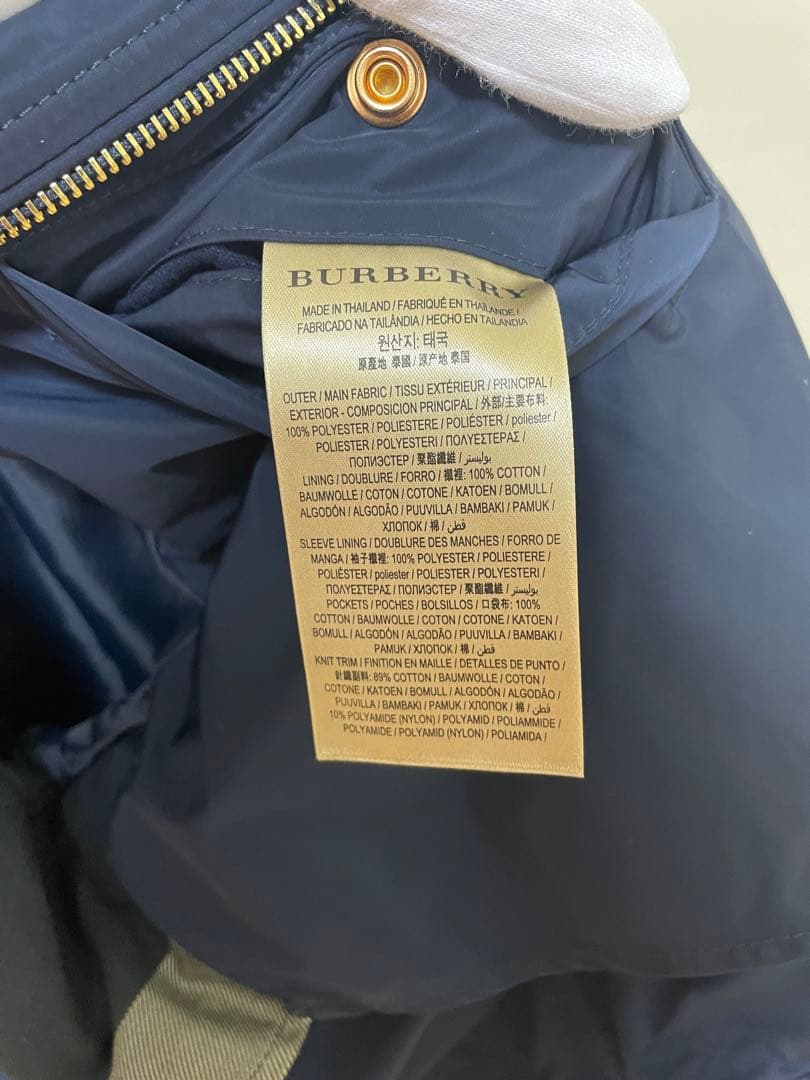 BURBERRY
MADE IN THAILAND / FABRIQUÉ EN THAÏLANDE /
FABRICADO NA TAILÂNDIA / HECHO EN TAILANDIA
원산지: 태국
原產地 泰國 / 原产地 泰国
OUTER / MAIN FABRIC / TISSU EXTÉRIEUR / PRINCIPAL /
EXTERIOR - COMPOSICION PRINCIPAL / 外部/主要布料:
100% POLYESTER / POLIESTERE / POLIÉSTER / poliester /
POLIESTER / POLYESTERI / ΠΟΛΥΕΣΤΕΡΑΣ /
ПОЛИЭСТЕР / 聚酯纖維 / بوليستر /
LINING / DOUBLURE / FORRO / 襯裡: 100% COTTON /
BAUMWOLLE / COTON / COTONE / KATOEN / BOMULL /
ALGODÓN / ALGODÃO / PUUVILLA / BAMBAKI / PAMUK /
ХЛОПОК / 棉 / قطن /
SLEEVE LINING / DOUBLURE DES MANCHES / FORRO DE
MANGA / 袖子襯裡: 100% POLYESTER / POLIESTERE /
POLIÉSTER / poliester / POLIESTER / POLYESTERI /
ΠΟΛΥΕΣΤΕΡΑΣ / ПОЛИЭСТЕР / 聚酯纖維 / بوليستر /
POCKETS / POCHES / BOLSILLOS / 口袋布: 100%
COTTON / BAUMWOLLE / COTON / COTONE / KATOEN /
BOMULL / ALGODÓN / ALGODÃO / PUUVILLA / BAMBAKI /
PAMUK / ХЛОПОК / 棉 / قطن /
KNIT TRIM / FINITION EN MAILLE / DETALLES DE PUNTO /
針織副料: 89% COTTON / BAUMWOLLE / COTON /
COTONE / KATOEN / BOMULL / ALGODÓN / ALGODÃO /
PUUVILLA / BAMBAKI / PAMUK / ХЛОПОК / 棉 / قطن /
10% POLYAMIDE (NYLON) / POLYAMID / POLIAMMIDE /
POLYAMIDE / POLYAMID (NYLON) / POLIAMIDA /